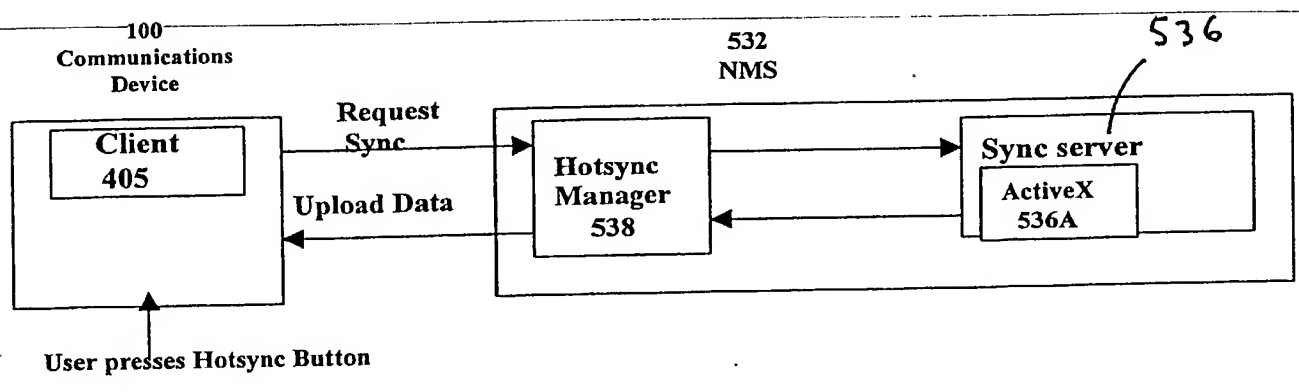 100
Communications
Device
532
NMS
536
Request
Sync
Client
405
Upload Data
Hotsync
Manager
538
Sync server
ActiveX
536A
User presses Hotsync Button